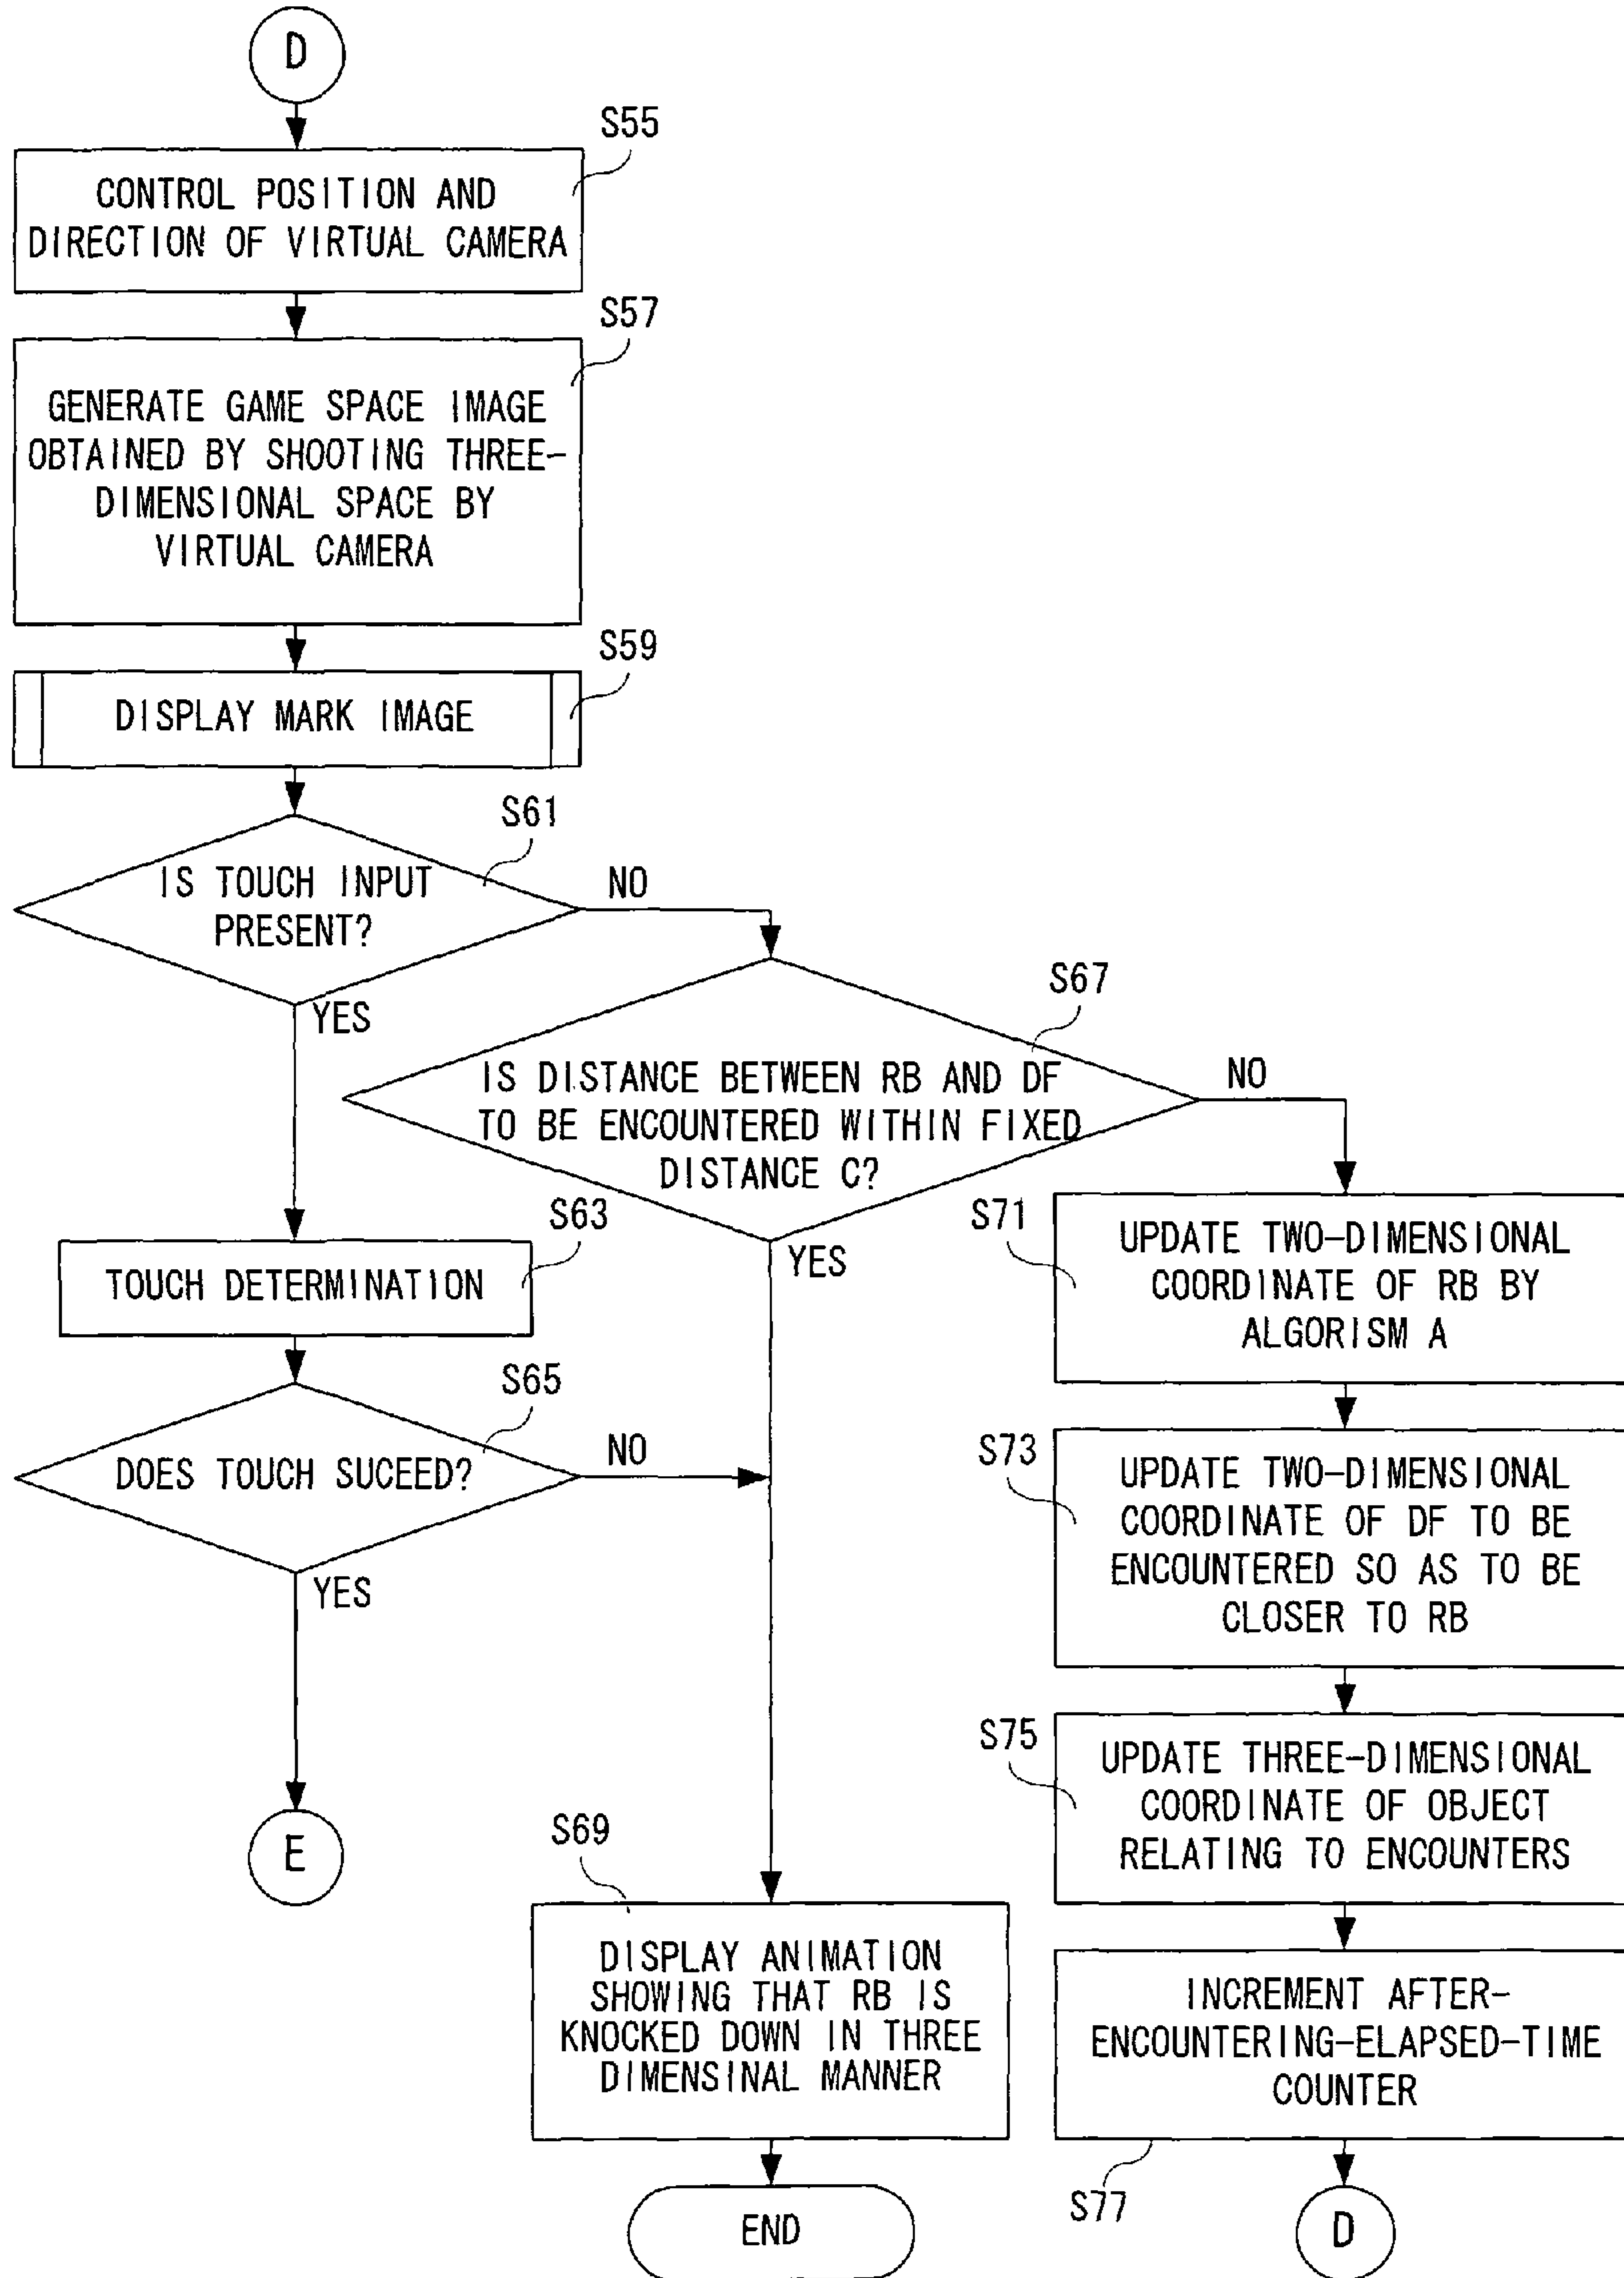 D
S55
CONTROL POSITION AND
DIRECTION OF VIRTUAL CAMERA
S57
GENERATE GAME SPACE IMAGE
OBTAINED BY SHOOTING THREE-
DIMENSIONAL SPACE BY
VIRTUAL CAMERA
S59
DISPLAY MARK IMAGE
S61
IS TOUCH INPUT
PRESENT?
NO
YES
S67
IS DISTANCE BETWEEN RB AND DF
TO BE ENCOUNTERED WITHIN FIXED
DISTANCE C?
NO
YES
S63
TOUCH DETERMINATION
S65
DOES TOUCH SUCEED?
NO
YES
E
S69
DISPLAY ANIMATION
SHOWING THAT RB IS
KNOCKED DOWN IN THREE
DIMENSINAL MANNER
END
S71
UPDATE TWO-DIMENSIONAL
COORDINATE OF RB BY
ALGORISM A
S73
UPDATE TWO-DIMENSIONAL
COORDINATE OF DF TO BE
ENCOUNTERED SO AS TO BE
CLOSER TO RB
S75
UPDATE THREE-DIMENSIONAL
COORDINATE OF OBJECT
RELATING TO ENCOUNTERS
INCREMENT AFTER-
ENCOUNTERING-ELAPSED-TIME
COUNTER
S77
D